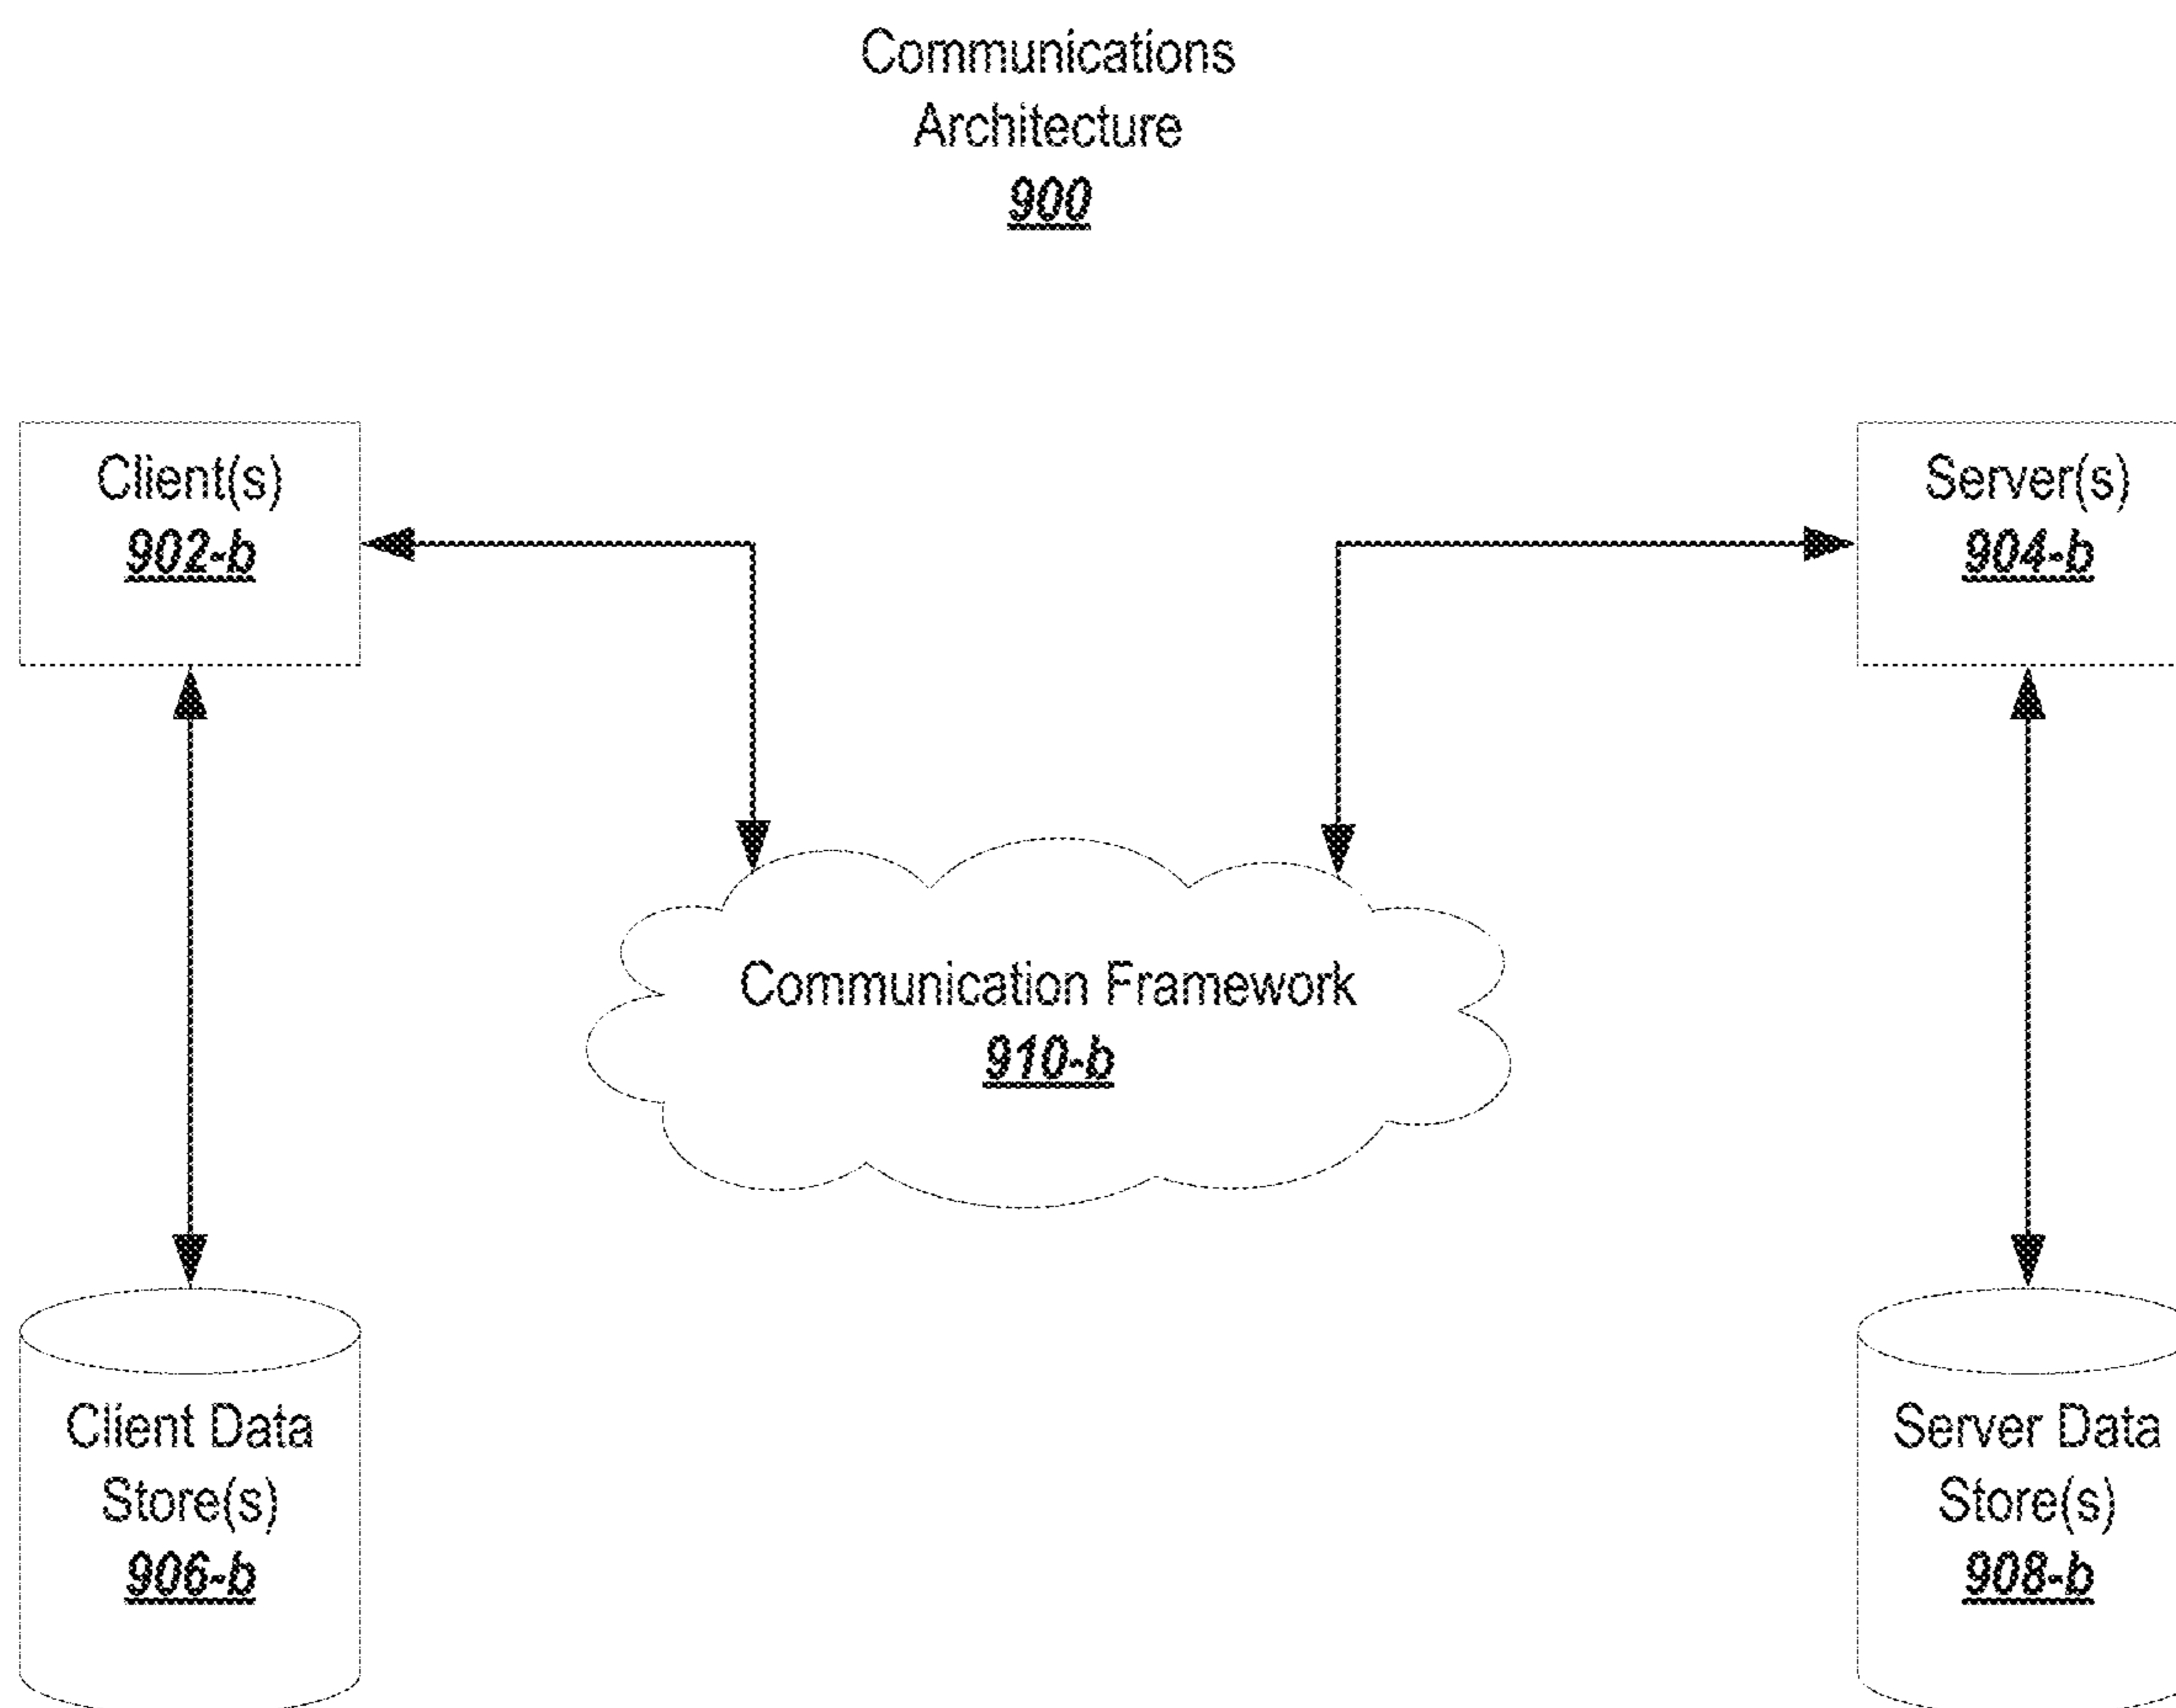 Communications
Architecture
900
Client(s)
902-b
Server(s)
904-b
Communication Framework
910-b
Client Data
Store(s)
906-b
Server Data
Store(s)
908-b